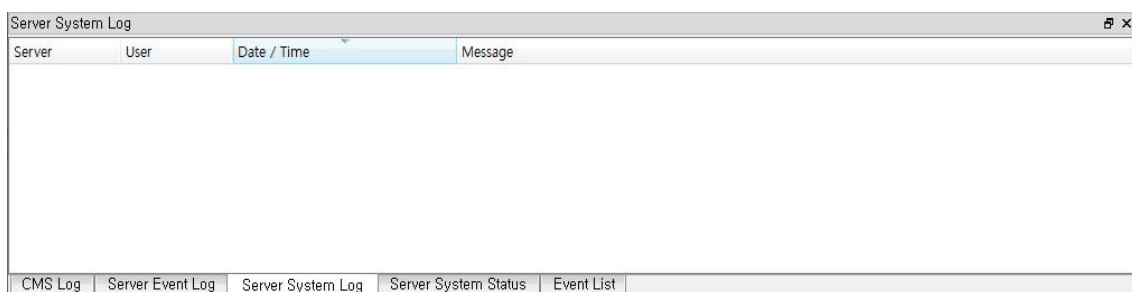 Server System Log
Server User Date / Time Message
CMS Log Server Event Log Server System Log Server System Status Event List